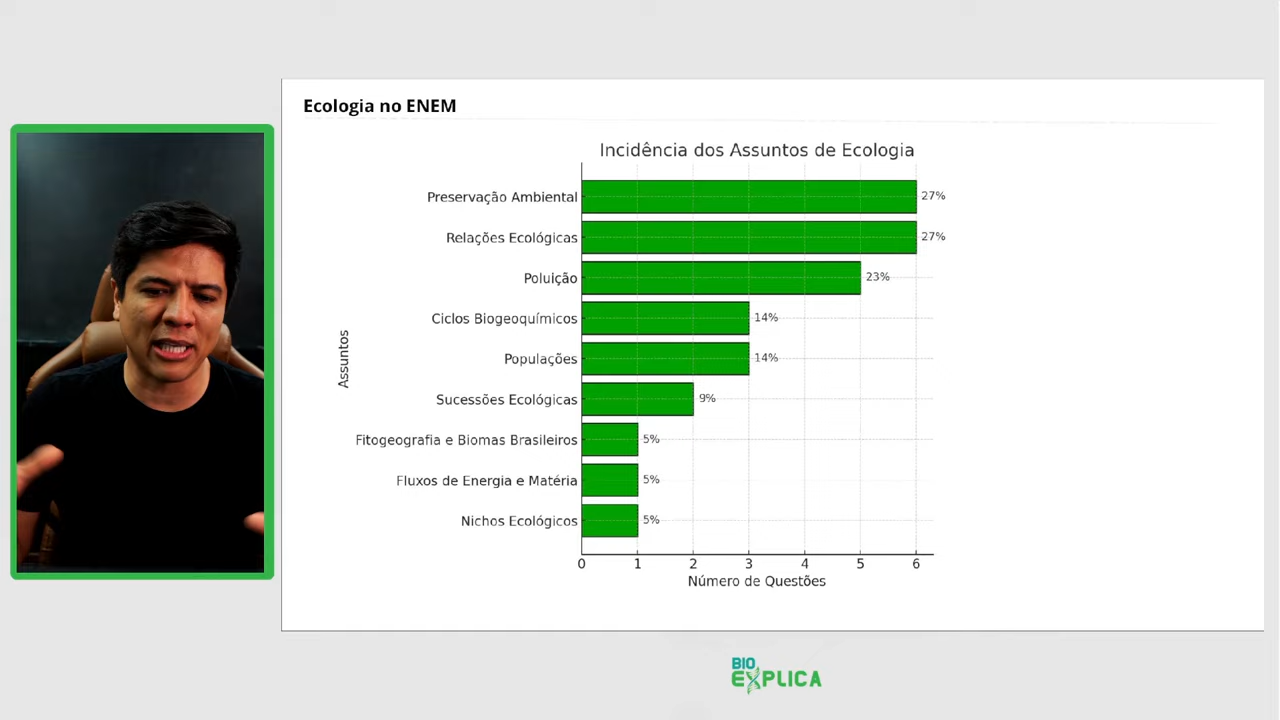 Ecologia no ENEM
Incidência dos Assuntos de Ecologia
Assuntos
Preservação Ambiental 27%
Relações Ecológicas 27%
Poluição 23%
Ciclos Biogeoquímicos 14%
Populações 14%
Sucessões Ecológicas 9%
Fitogeografia e Biomas Brasileiros 5%
Fluxos de Energia e Matéria 5%
Nichos Ecológicos 5%
0 1 2 3 4 5 6
Número de Questões
BIO
EXPLICA